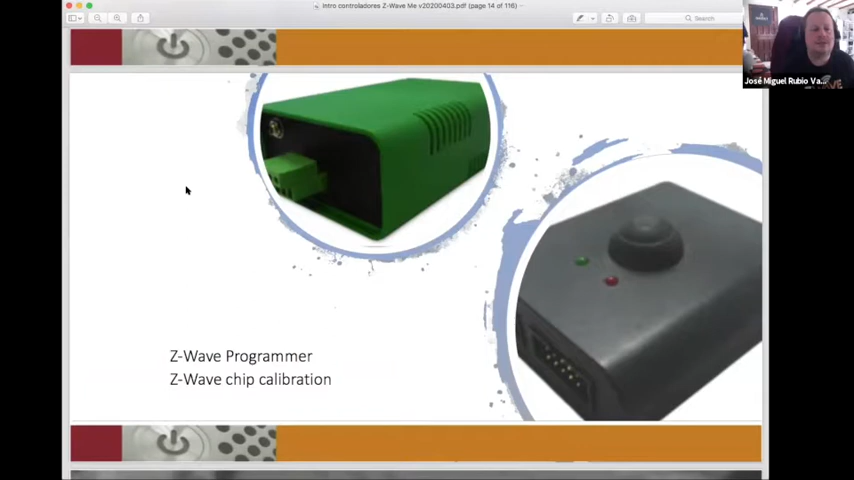 Intro controladores Z-Wave Me v20200403.pdf (page 14 of 116)
Search
José Miguel Rubio Va...
Z-Wave Programmer
Z-Wave chip calibration